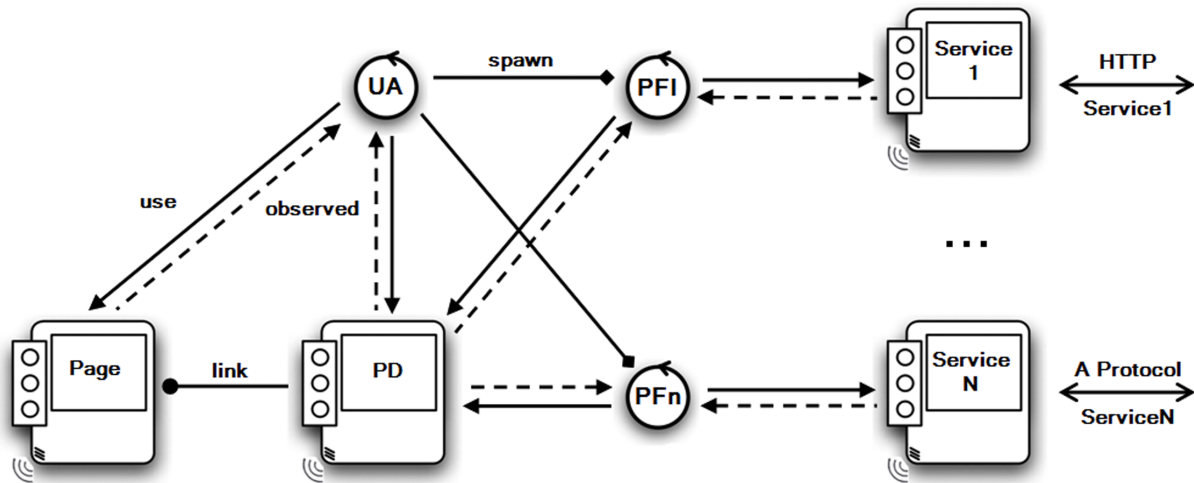 UA
spawn
PFI
Service
1
HTTP
Service1
use
observed
...
Page
link
PD
PFn
Service
N
A Protocol
ServiceN